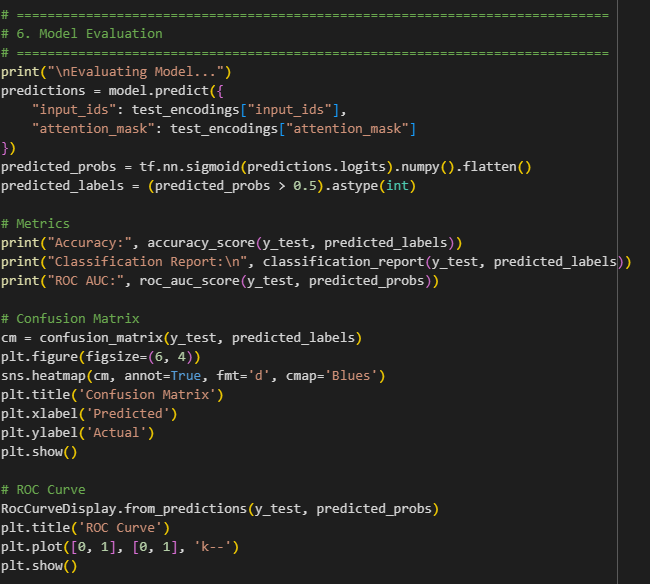 # ===========================================================================
# 6. Model Evaluation
# ===========================================================================
print("\nEvaluating Model...")
predictions = model.predict({
    "input_ids": test_encodings["input_ids"],
    "attention_mask": test_encodings["attention_mask"]
})
predicted_probs = tf.nn.sigmoid(predictions.logits).numpy().flatten()
predicted_labels = (predicted_probs > 0.5).astype(int)

# Metrics
print("Accuracy:", accuracy_score(y_test, predicted_labels))
print("Classification Report:\n", classification_report(y_test, predicted_labels))
print("ROC AUC:", roc_auc_score(y_test, predicted_probs))

# Confusion Matrix
cm = confusion_matrix(y_test, predicted_labels)
plt.figure(figsize=(6, 4))
sns.heatmap(cm, annot=True, fmt='d', cmap='Blues')
plt.title('Confusion Matrix')
plt.xlabel('Predicted')
plt.ylabel('Actual')
plt.show()

# ROC Curve
RocCurveDisplay.from_predictions(y_test, predicted_probs)
plt.title('ROC Curve')
plt.plot([0, 1], [0, 1], 'k--')
plt.show()